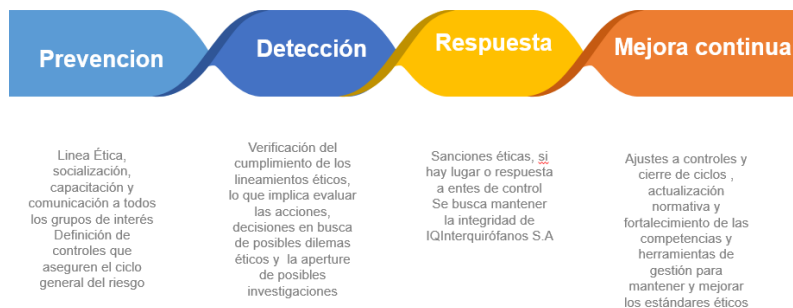 Prevencion
Detección
Respuesta
Mejora continua
Linea Ética,
socialización,
capacitación y
comunicación a todos
los grupos de interés
Definición de
controles que
aseguren el ciclo
general del riesgo
Verificación del
cumplimiento de los
lineamientos éticos,
lo que implica evaluar
las acciones,
decisiones en busca
de posibles dilemas
éticos y la apertura
de posibles
investigaciones
Sanciones éticas, si
hay lugar o respuesta
a entes de control
Se busca mantener
la integridad de
IQInterquirófanos S.A
Ajustes a controles y
cierre de ciclos ,
actualización
normativa y
fortalecimiento de las
competencias y
herramientas de
gestión para
mantener y mejorar
los estándares éticos